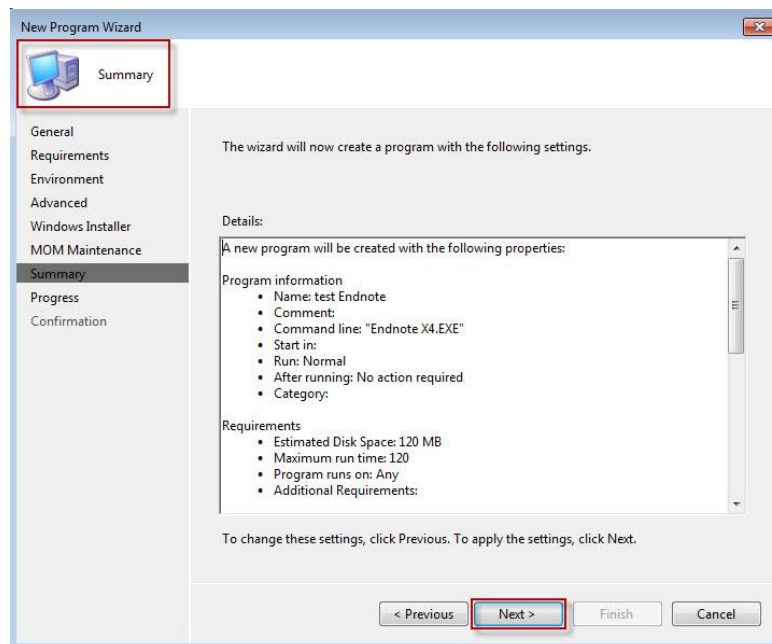 New Program Wizard
Summary
General
Requirements
Environment
Advanced
Windows Installer
MOM Maintenance
Summary
Progress
Confirmation
The wizard will now create a program with the following settings.
Details:
A new program will be created with the following properties:
Program information
• Name: test Endnote
• Comment:
• Command line: "Endnote X4.EXE"
• Start in:
• Run: Normal
• After running: No action required
• Category:
Requirements
• Estimated Disk Space: 120 MB
• Maximum run time: 120
• Program runs on: Any
• Additional Requirements:
To change these settings, click Previous. To apply the settings, click Next.
< Previous
Next >
Finish
Cancel